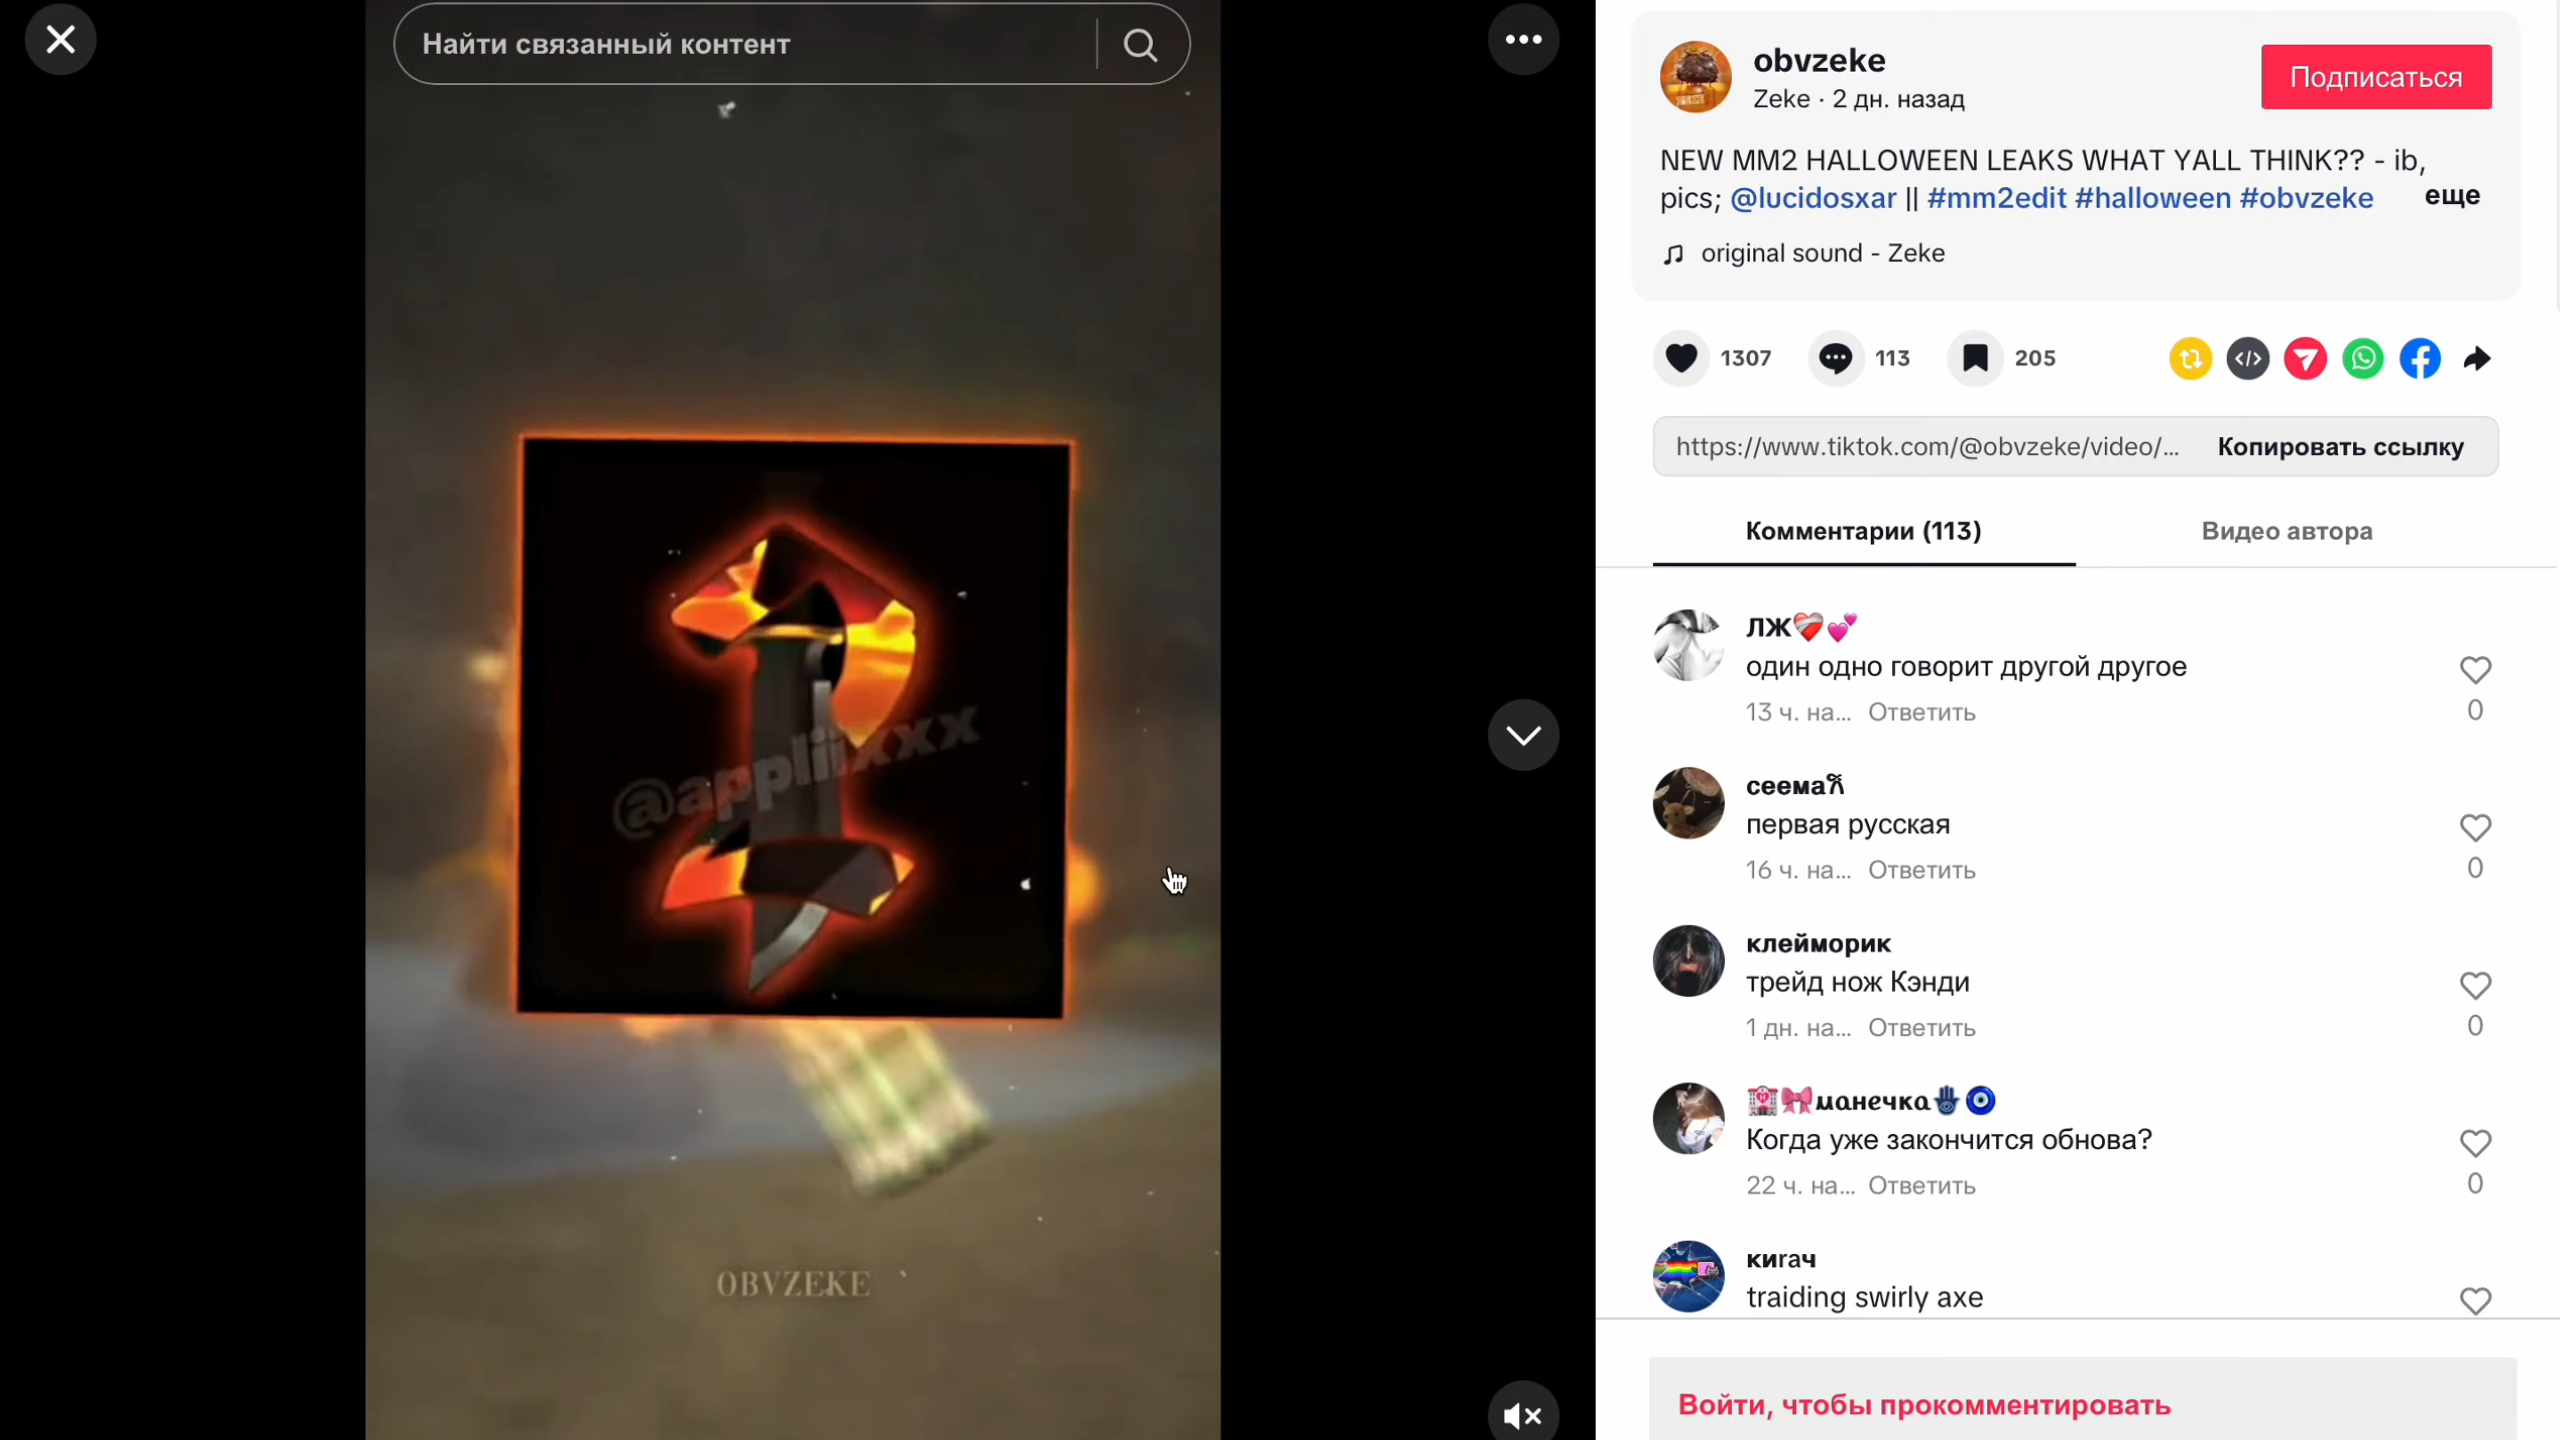 Найти связанный контент
@appliixxx
OBVZEKE
obvzeke
Zeke · 2 дн. назад
Подписаться
NEW MM2 HALLOWEEN LEAKS WHAT YALL THINK?? - ib,
pics; @lucidosxar || #mm2edit #halloween #obvzeke еще
original sound - Zeke
1307 113 205
https://www.tiktok.com/@obvzeke/video/... Копировать ссылку
Комментарии (113) Видео автора
ЛЖ❤️‍🩹💕
один одно говорит другой другое
13 ч. на... Ответить
0
первая русская
16 ч. на... Ответить
0
клейморик
трейд нож Кэнди
1 дн. на... Ответить
0
🏩🎀манечка🪬🧿
Когда уже закончится обнова?
22 ч. на... Ответить
0
кигач
traiding swirly axe
Войти, чтобы прокомментировать